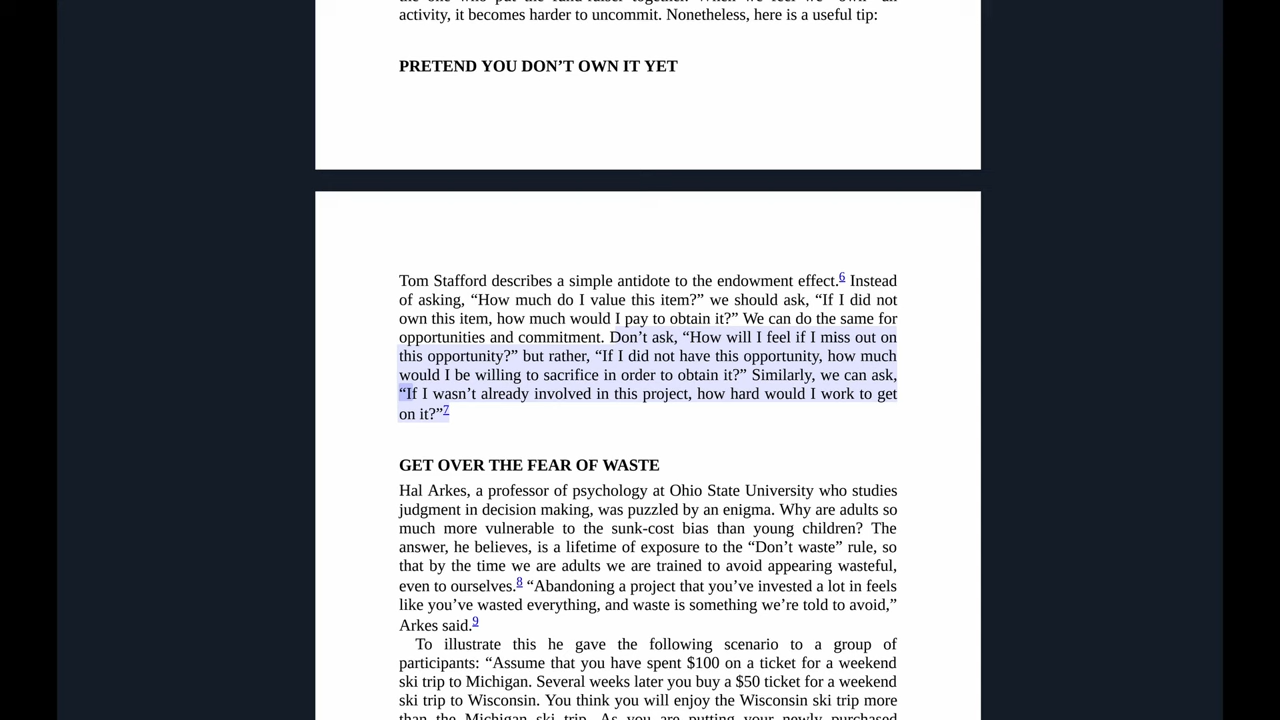 activity, it becomes harder to uncommit. Nonetheless, here is a useful tip:
PRETEND YOU DON’T OWN IT YET
Tom Stafford describes a simple antidote to the endowment effect.6 Instead
of asking, “How much do I value this item?” we should ask, “If I did not
own this item, how much would I pay to obtain it?” We can do the same for
opportunities and commitment. Don’t ask, “How will I feel if I miss out on
this opportunity?” but rather, “If I did not have this opportunity, how much
would I be willing to sacrifice in order to obtain it?” Similarly, we can ask,
“If I wasn’t already involved in this project, how hard would I work to get
on it?”7
GET OVER THE FEAR OF WASTE
Hal Arkes, a professor of psychology at Ohio State University who studies
judgment in decision making, was puzzled by an enigma. Why are adults so
much more vulnerable to the sunk-cost bias than young children? The
answer, he believes, is a lifetime of exposure to the “Don’t waste” rule, so
that by the time we are adults we are trained to avoid appearing wasteful,
even to ourselves.8 “Abandoning a project that you’ve invested a lot in feels
like you’ve wasted everything, and waste is something we’re told to avoid,”
Arkes said.9
To illustrate this he gave the following scenario to a group of
participants: “Assume that you have spent $100 on a ticket for a weekend
ski trip to Michigan. Several weeks later you buy a $50 ticket for a weekend
ski trip to Wisconsin. You think you will enjoy the Wisconsin ski trip more
than the Michigan ski trip. As you are putting your newly purchased